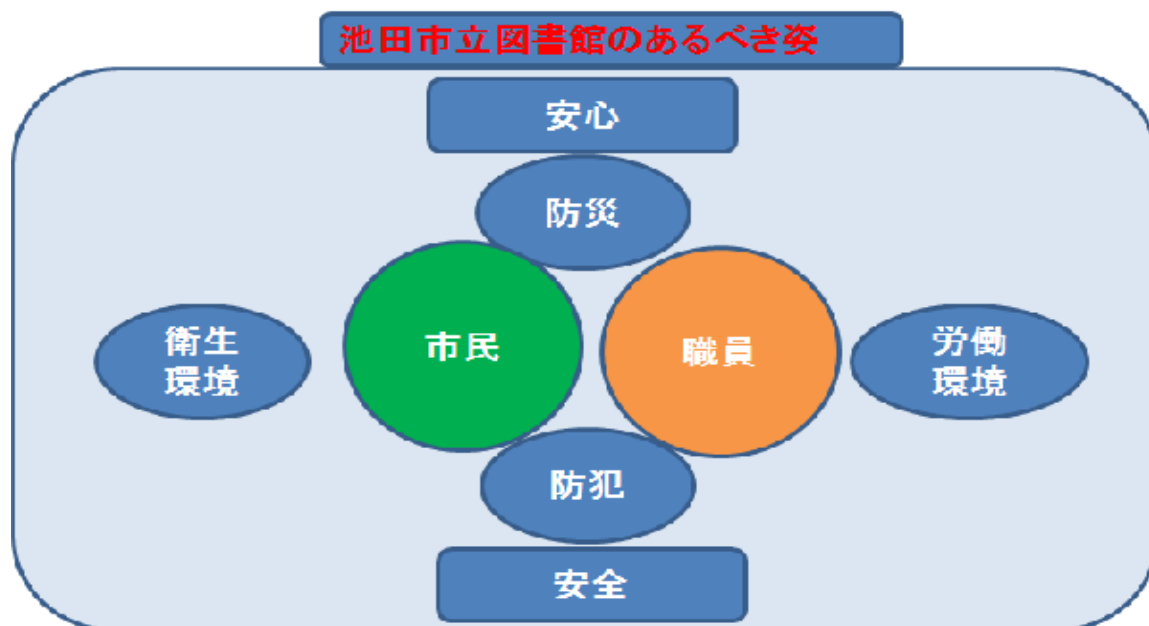 池田市立図書館のあるべき姿
安心
防災
市民
職員
衛生
環境
労働
環境
防犯
安全